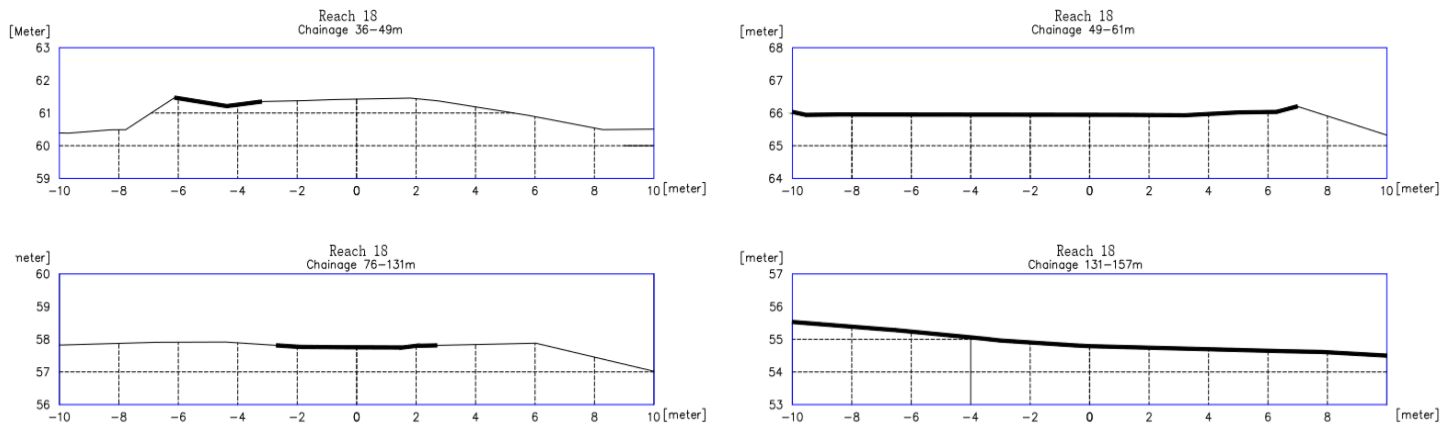 Reach 18
Chainage 36-49m
[Meter]
63
62
61
60
59
-10 -8 -6 -4 -2 0 2 4 6 8 10 [meter]
Reach 18
Chainage 49-61m
[meter]
68
67
66
65
64
-10 -8 -6 -4 -2 0 2 4 6 8 10 [meter]
Reach 18
Chainage 76-131m
neter]
60
59
58
57
56
-10 -8 -6 -4 -2 0 2 4 6 8 10 [meter]
Reach 18
Chainage 131-157m
[meter]
57
56
55
54
53
-10 -8 -6 -4 -2 0 2 4 6 8 [meter]